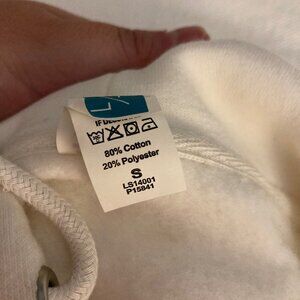 80% Cotton
20% Polyester
S
LS14001
P15841